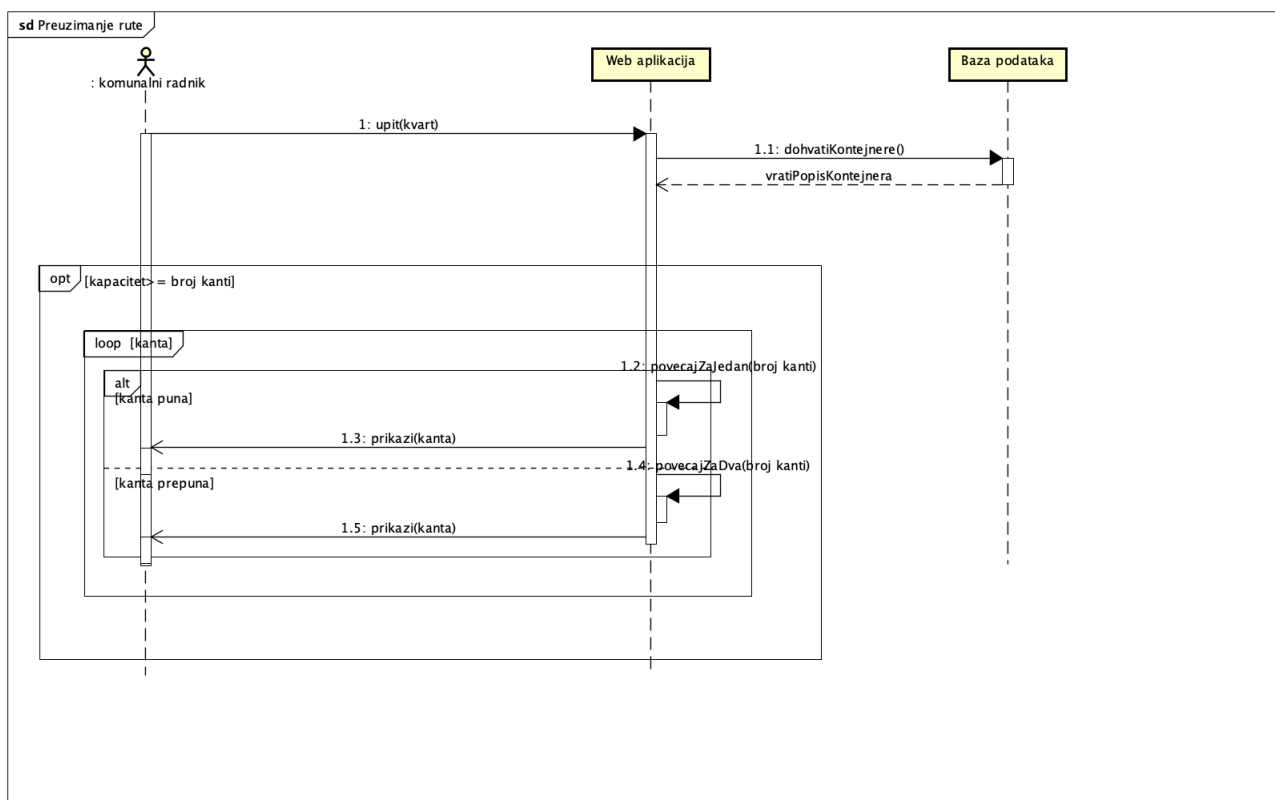 sd Preuzimanje rute
: komunalni radnik
Web aplikacija
Baza podataka
1: upit(kvart)
1.1: dohvatiKontejnere()
vratiPopisKontejnera
opt [kapacitet>= broj kanti]
loop [kanta]
1.2: povecajZaJedan(broj kanti)
alt
[kanta puna]
1.3: prikazi(kanta)
1.4: povecajZaDva(broj kanti)
[kanta prepuna]
1.5: prikazi(kanta)